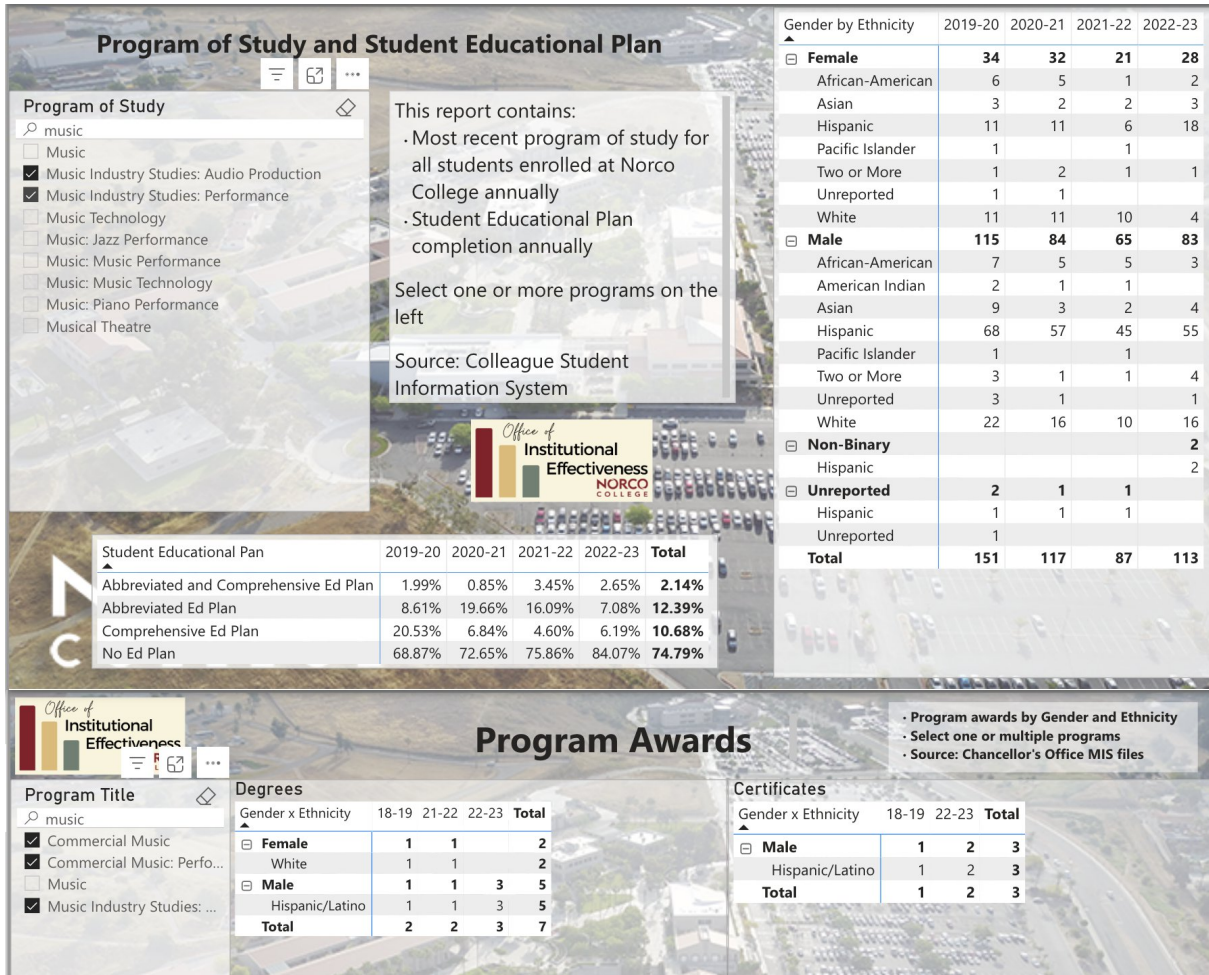 Program of Study and Student Educational Plan
Program of Study
music
Music
Music Industry Studies: Audio Production
Music Industry Studies: Performance
Music Technology
Music: Jazz Performance
Music: Music Performance
Music: Music Technology
Music: Piano Performance
Musical Theatre
This report contains:
· Most recent program of study for
all students enrolled at Norco
College annually
· Student Educational Plan
completion annually
Select one or more programs on the
left
Source: Colleague Student
Information System
Office of
Institutional
Effectiveness
NORCO
COLLEGE
Student Educational Pan 2019-20 2020-21 2021-22 2022-23 Total
Abbreviated and Comprehensive Ed Plan 1.99% 0.85% 3.45% 2.65% 2.14%
Abbreviated Ed Plan 8.61% 19.66% 16.09% 7.08% 12.39%
Comprehensive Ed Plan 20.53% 6.84% 4.60% 6.19% 10.68%
No Ed Plan 68.87% 72.65% 75.86% 84.07% 74.79%
Gender by Ethnicity 2019-20 2020-21 2021-22 2022-23
Female 34 32 21 28
African-American 6 5 1 2
Asian 3 2 2 3
Hispanic 11 11 6 18
Pacific Islander 1 1
Two or More 1 2 1 1
Unreported 1 1
White 11 11 10 4
Male 115 84 65 83
African-American 7 5 5 3
American Indian 2 1 1
Asian 9 3 2 4
Hispanic 68 57 45 55
Pacific Islander 1 1
Two or More 3 1 1 4
Unreported 3 1 1
White 22 16 10 16
Non-Binary 2
Hispanic 2
Unreported 2 1 1
Hispanic 1 1 1
Unreported 1
Total 151 117 87 113
Office of
Institutional
Effectiveness
Program Awards
· Program awards by Gender and Ethnicity
· Select one or multiple programs
· Source: Chancellor's Office MIS files
Program Title
music
Commercial Music
Commercial Music: Perfo...
Music
Music Industry Studies: ...
Degrees
Gender x Ethnicity 18-19 21-22 22-23 Total
Female 1 1 2
White 1 1 2
Male 1 1 3 5
Hispanic/Latino 1 1 3 5
Total 2 2 3 7
Certificates
Gender x Ethnicity 18-19 22-23 Total
Male 1 2 3
Hispanic/Latino 1 2 3
Total 1 2 3